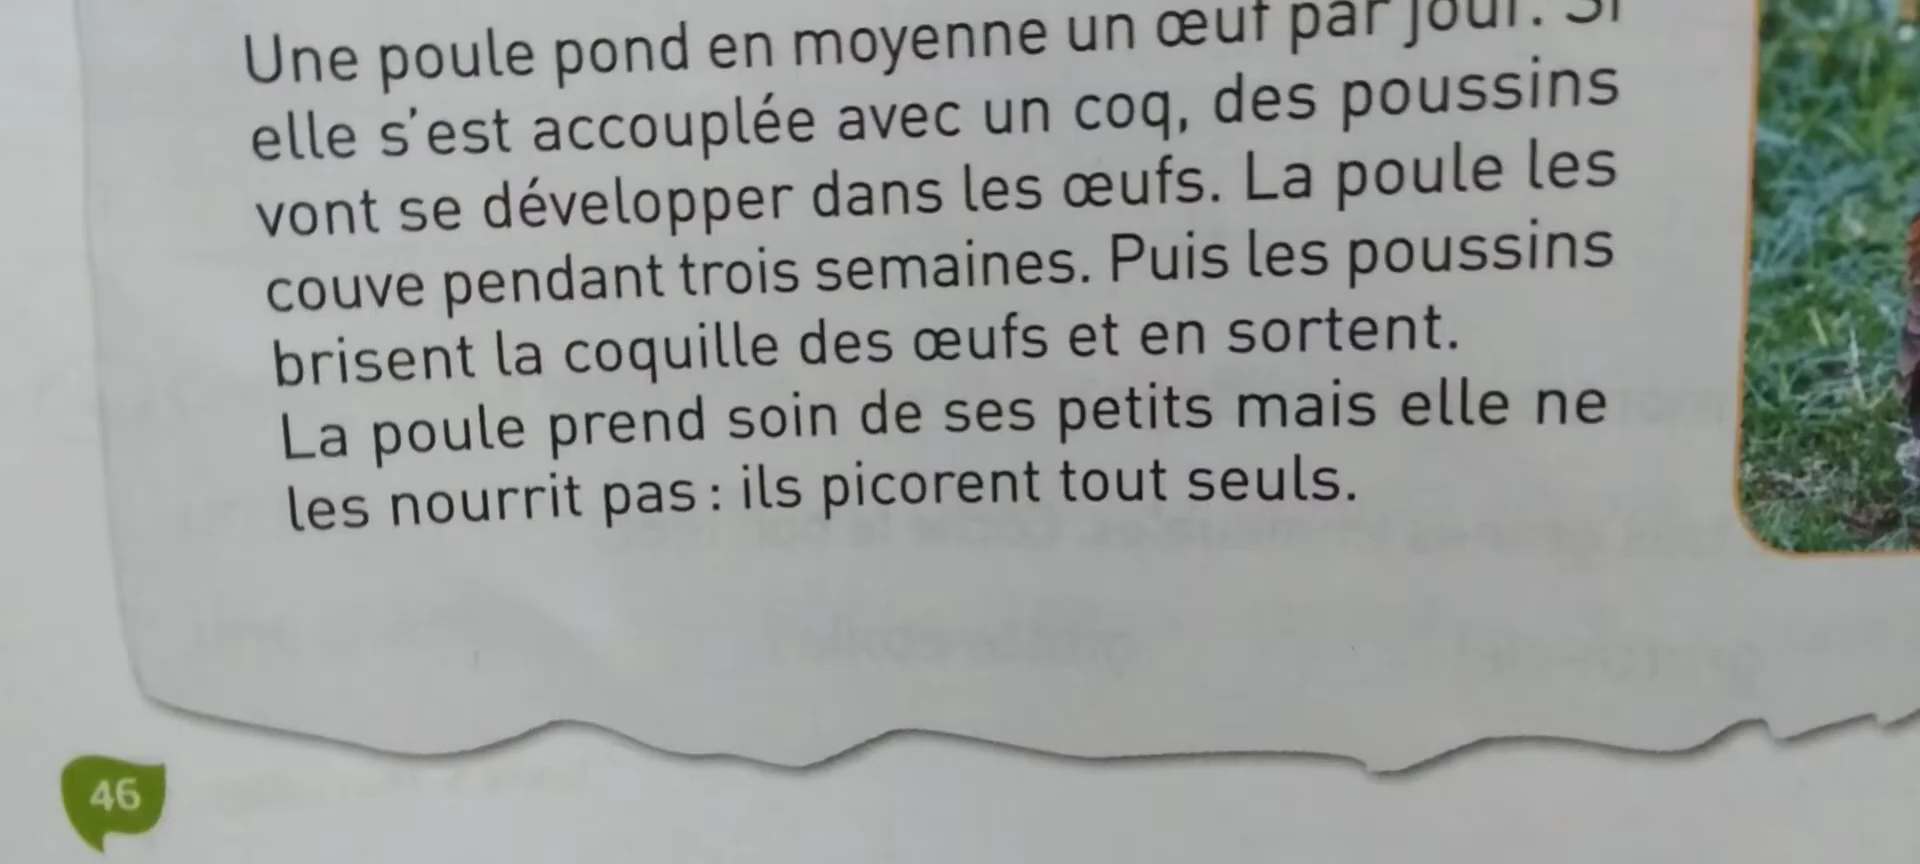 Une poule pond en moyenne un œuf par jour. Si
elle s'est accouplée avec un coq, des poussins
vont se développer dans les œufs. La poule les
couve pendant trois semaines. Puis les poussins
brisent la coquille des œufs et en sortent.
La poule prend soin de ses petits mais elle ne
les nourrit pas : ils picorent tout seuls.
46